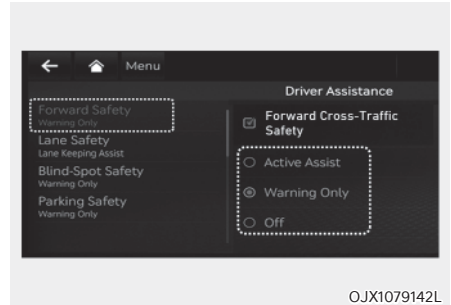 Menu
Driver Assistance
Forward Safety
Warning Only
Lane Safety
Lane Keeping Assist
Blind-Spot Safety
Warning Only
Parking Safety
Warning Only
Forward Cross-Traffic
Safety
Active Assist
Warning Only
Off
OJX1079142L